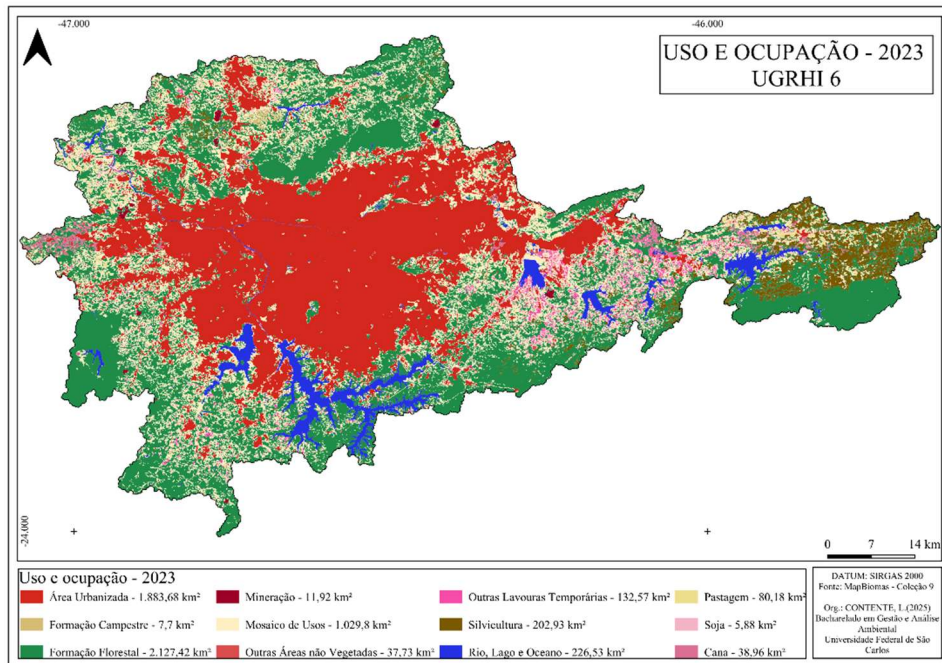 -47.000
-46.000
USO E OCUPAÇÃO - 2023
UGRHI 6
-24.000
0 7 14 km
Uso e ocupação - 2023
Área Urbanizada - 1.883,68 km²
Mineração - 11,92 km²
Outras Lavouras Temporárias - 132,57 km²
Pastagem - 80,18 km²
Formação Campestre - 7,7 km²
Mosaico de Usos - 1.029,8 km²
Silvicultura - 202,93 km²
Soja - 5,88 km²
Formação Florestal - 2.127,42 km²
Outras Áreas não Vegetadas - 37,73 km²
Rio, Lago e Oceano - 226,53 km²
Cana - 38,96 km²
DATUM: SIRGAS 2000
Fonte: MapBiomas - Coleção 9
Org.: CONTENTE, L.(2025)
Bacharelado em Gestão e Análise
Ambiental
Universidade Federal de São
Carlos